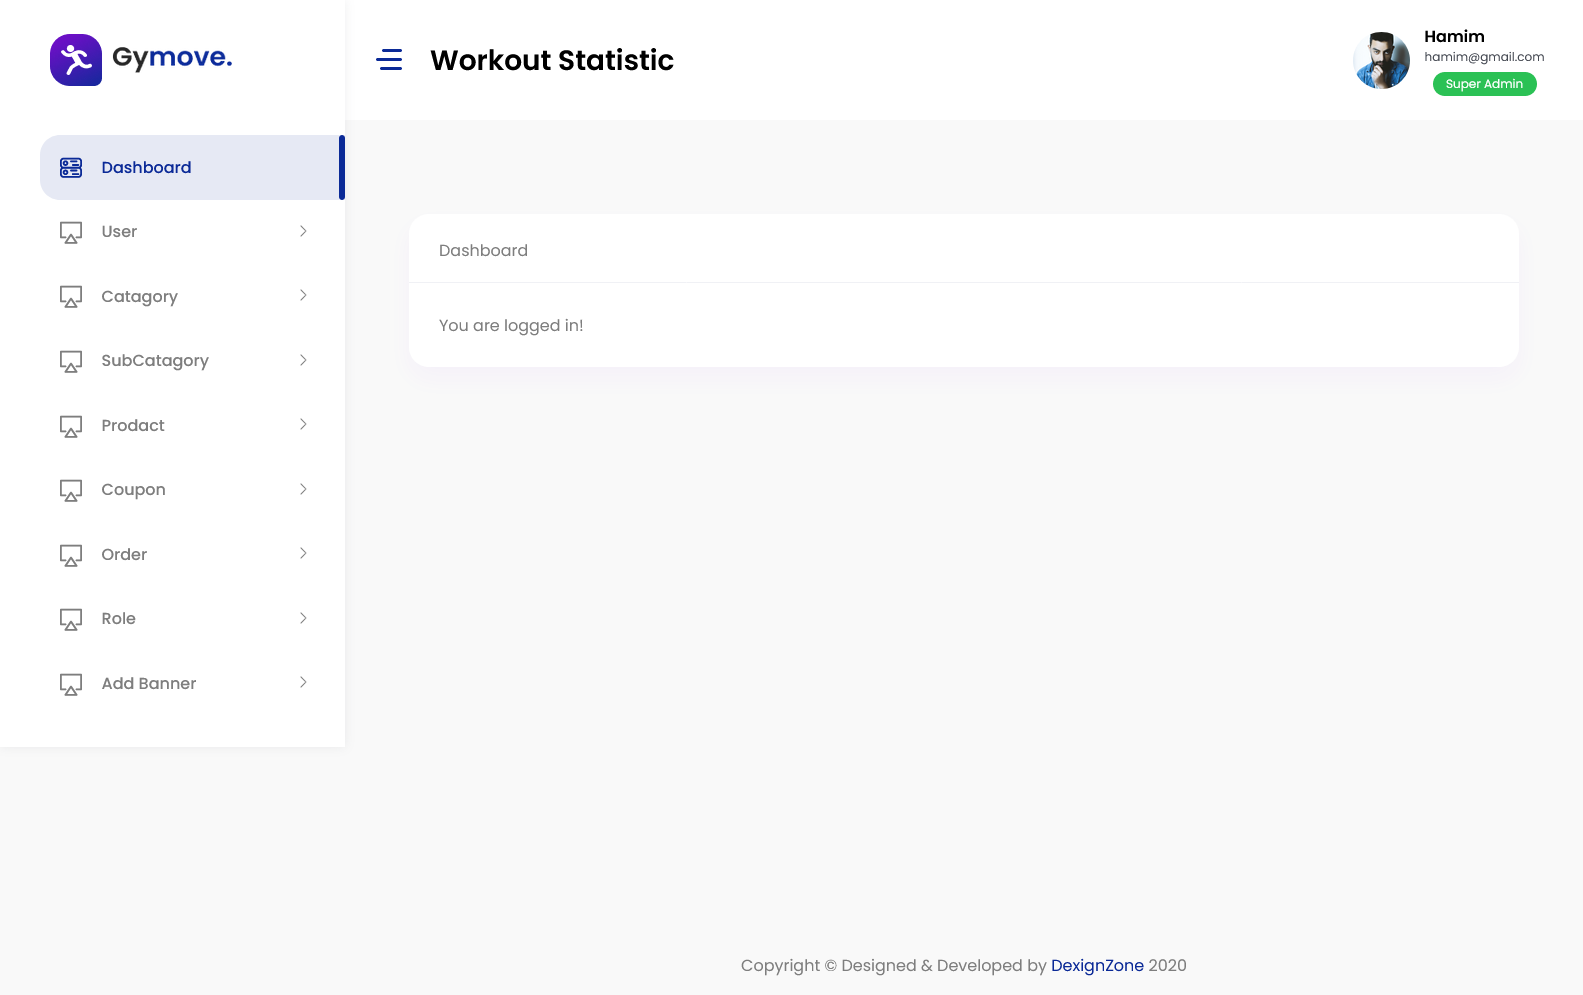 Gymove.
Workout Statistic
Hamim
hamim@gmail.com
Super Admin
Dashboard
User
Catagory
SubCatagory
Prodact
Coupon
Order
Role
Add Banner
Dashboard
You are logged in!
Copyright © Designed & Developed by DexignZone 2020